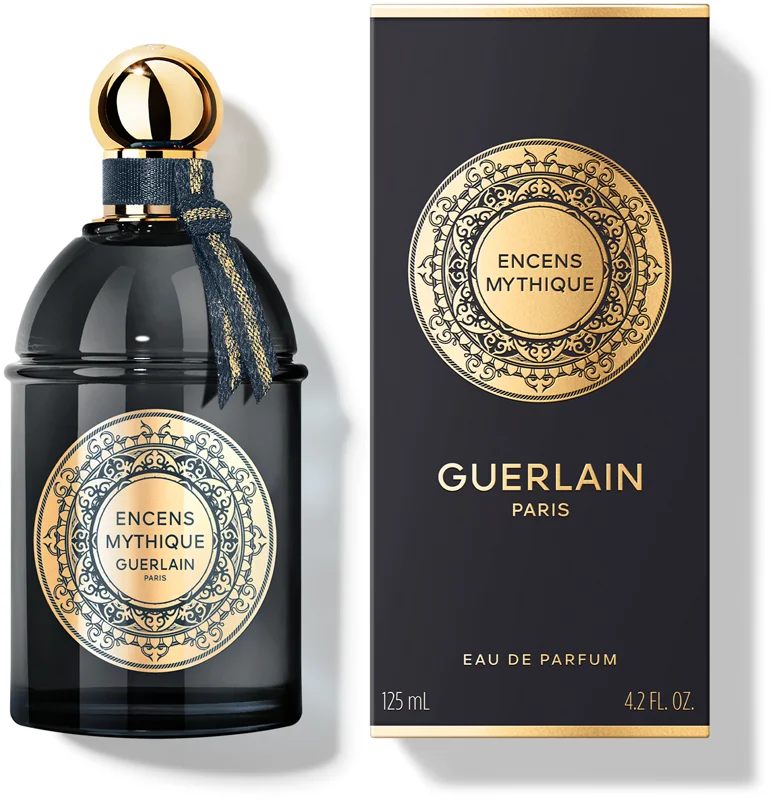 ENCENS
MYTHIQUE
GUERLAIN
PARIS
ENCENS
MYTHIQUE
GUERLAIN
PARIS
EAU DE PARFUM
125 mL
4.2 FL. OZ.